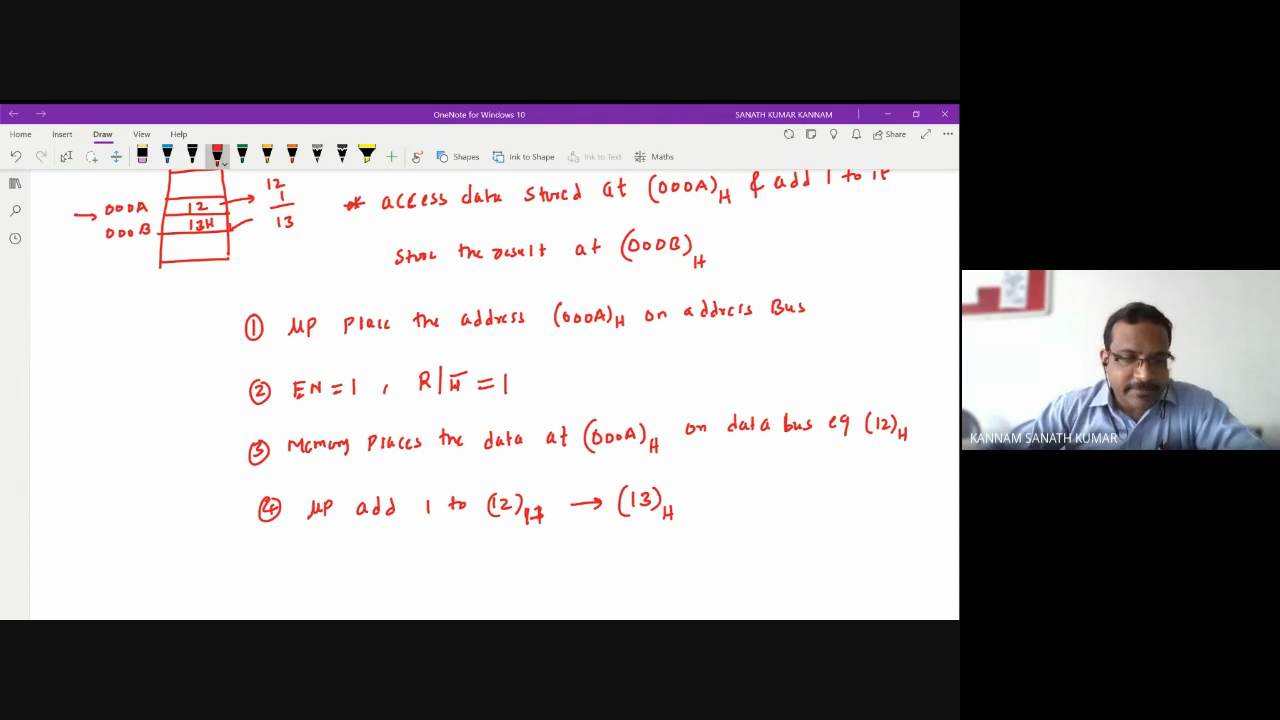 OneNote for Windows 10
SANATH KUMAR KANNAM
Home Insert Draw View Help
Share
Shapes Ink to Shape Ink to Text Maths
000A 12
000B 13H
12
1
13
* access data stored at (000A)H & add 1 to it
store the result at (000B)H
① μP place the address (000A)H on address Bus
② EN = 1 , R/W̅ = 1
③ Memory places the data at (000A)H on data bus eg (12)H
④ μP add 1 to (12)H → (13)H
KANNAM SANATH KUMAR